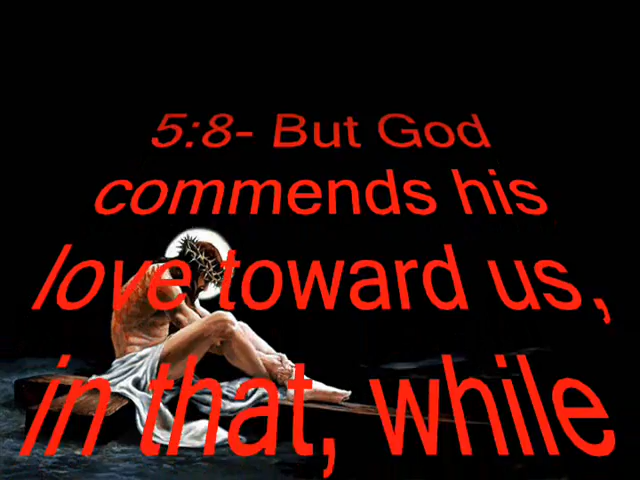 5:8- But God
commends his
love toward us,
in that, while